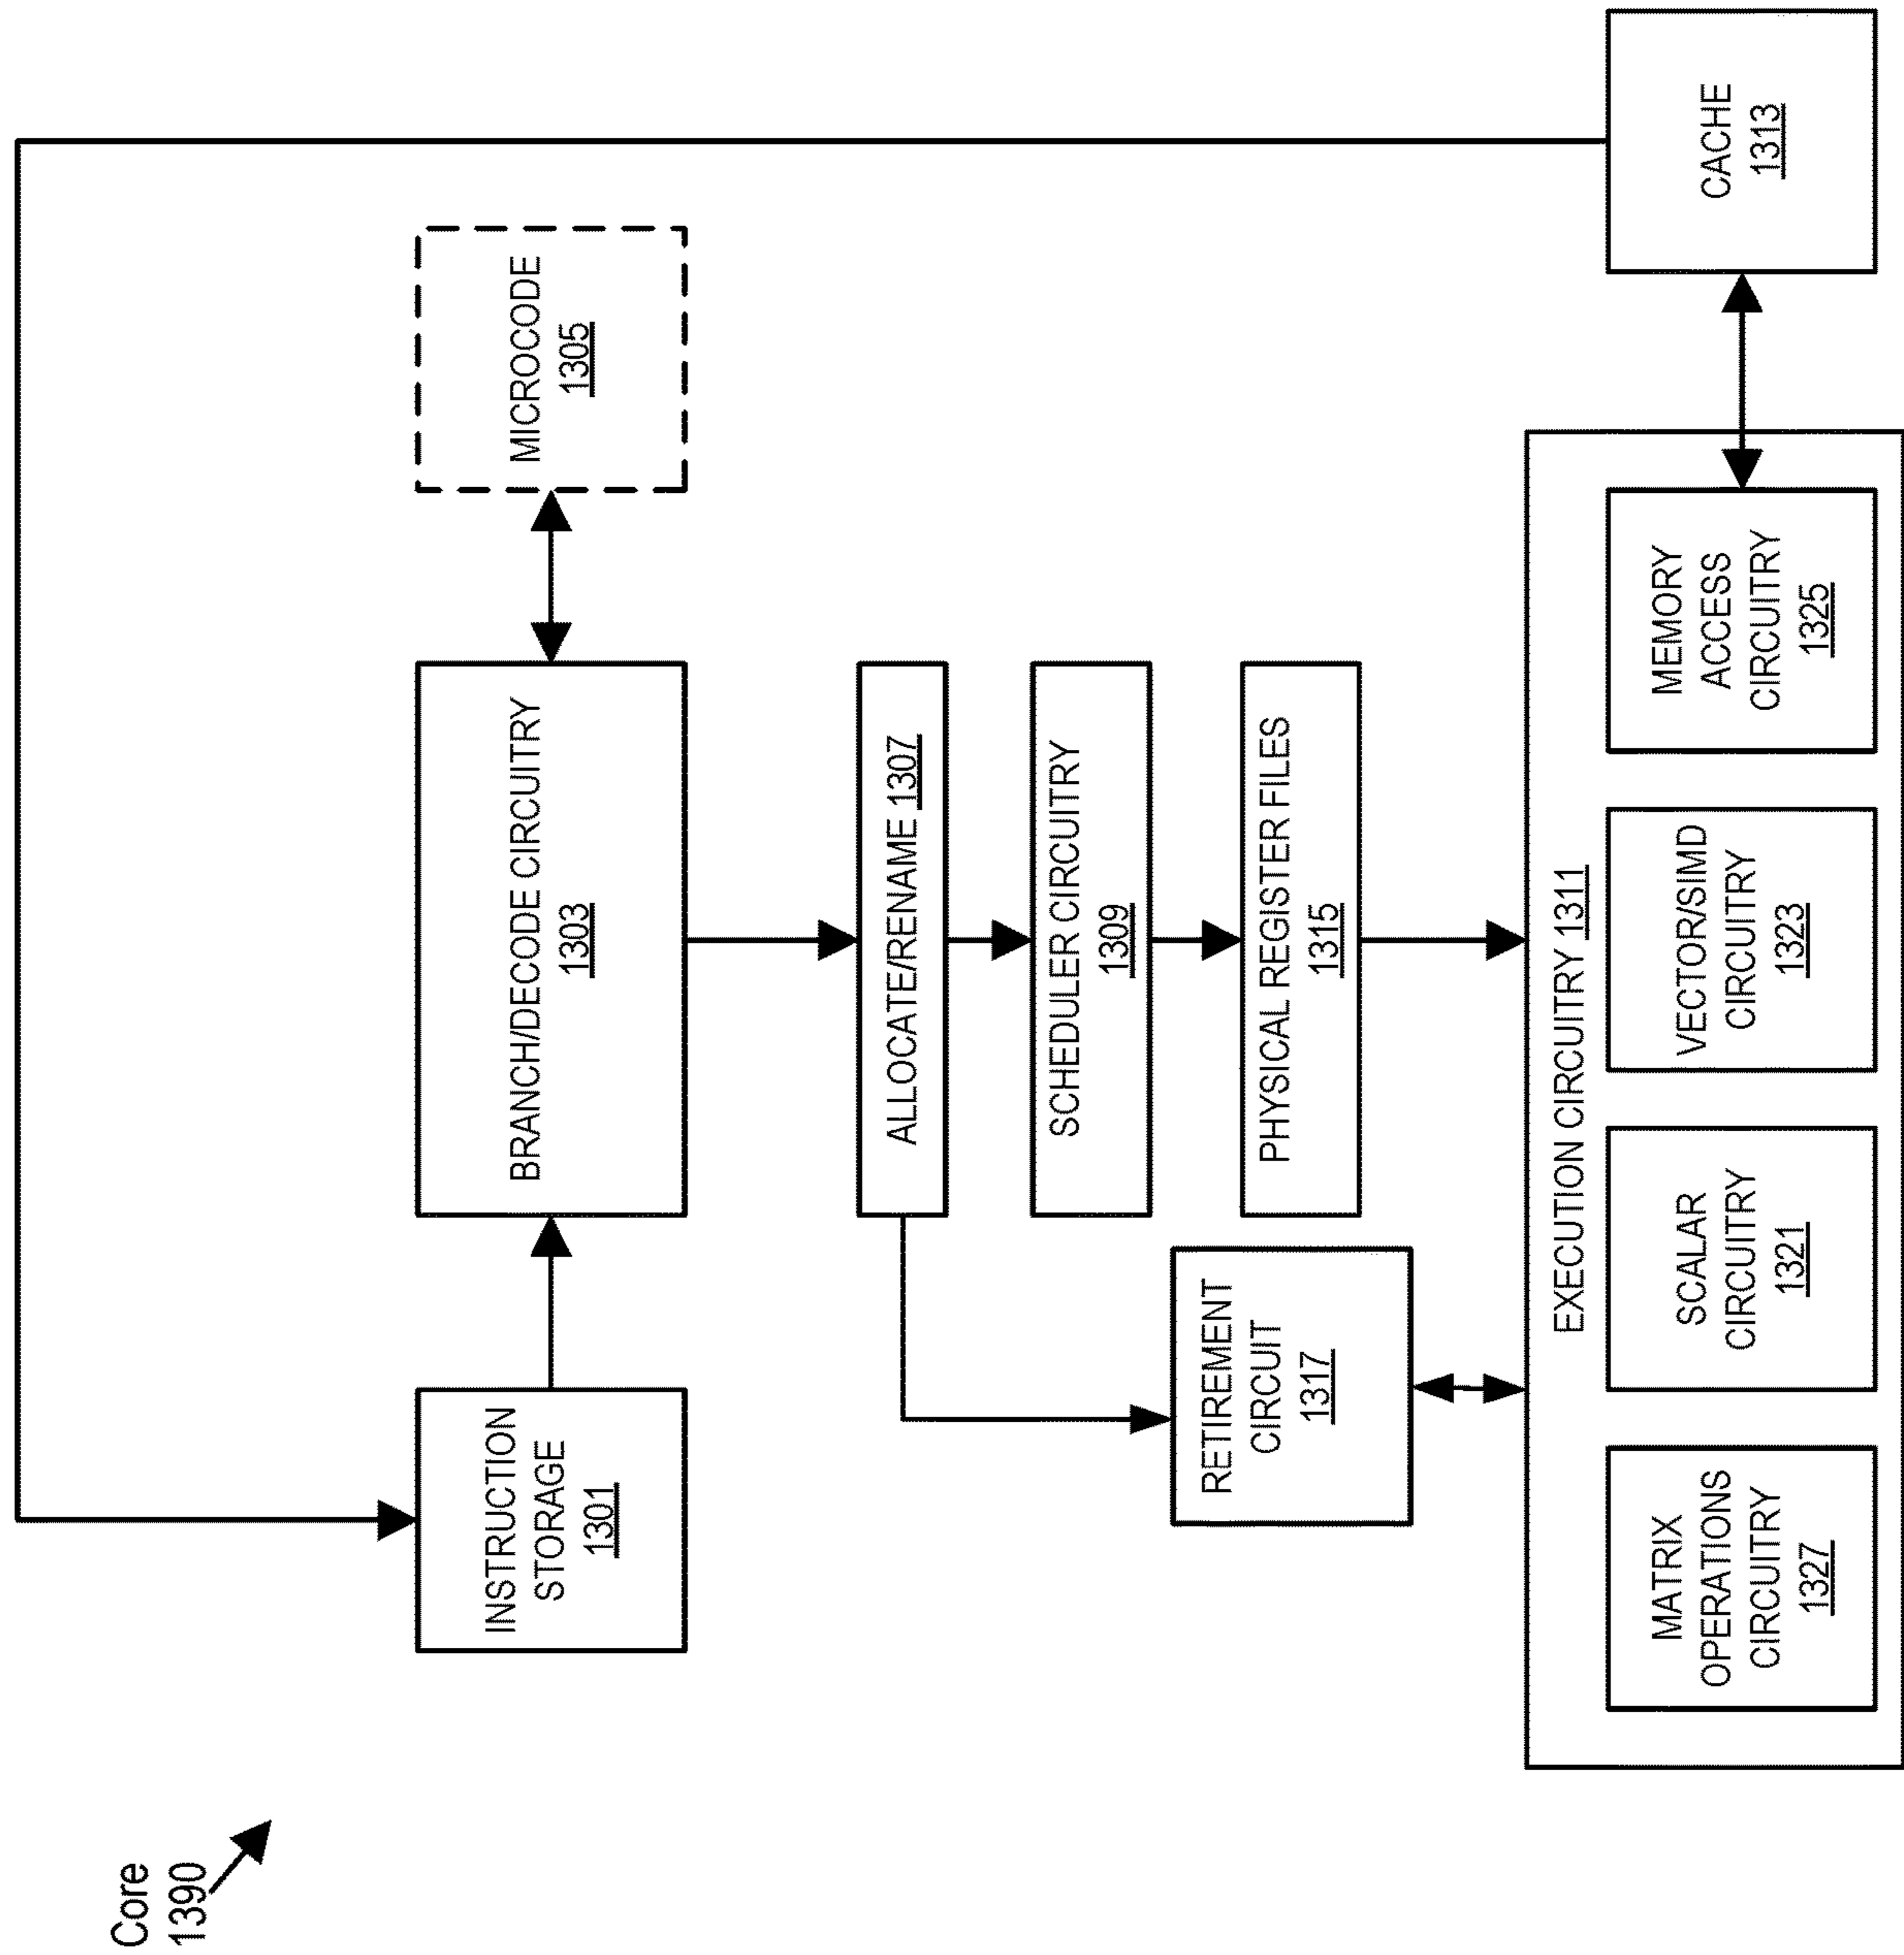 Core
1390
INSTRUCTION
STORAGE
1301
BRANCH/DECODE CIRCUITRY
1303
MICROCODE
1305
ALLOCATE/RENAME 1307
SCHEDULER CIRCUITRY
1309
PHYSICAL REGISTER FILES
1315
RETIREMENT
CIRCUIT
1317
EXECUTION CIRCUITRY 1311
MATRIX
OPERATIONS
CIRCUITRY
1327
SCALAR
CIRCUITRY
1321
VECTOR/SIMD
CIRCUITRY
1323
MEMORY
ACCESS
CIRCUITRY
1325
CACHE
1313